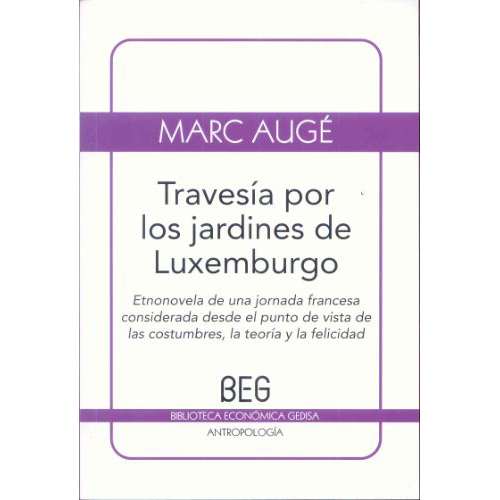 MARC AUGÉ
Travesía por
los jardines de
Luxemburgo
Etnonovela de una jornada francesa
considerada desde el punto de vista de
las costumbres, la teoría y la felicidad
BEG
BIBLIOTECA ECONÓMICA GEDISA
ANTROPOLOGÍA